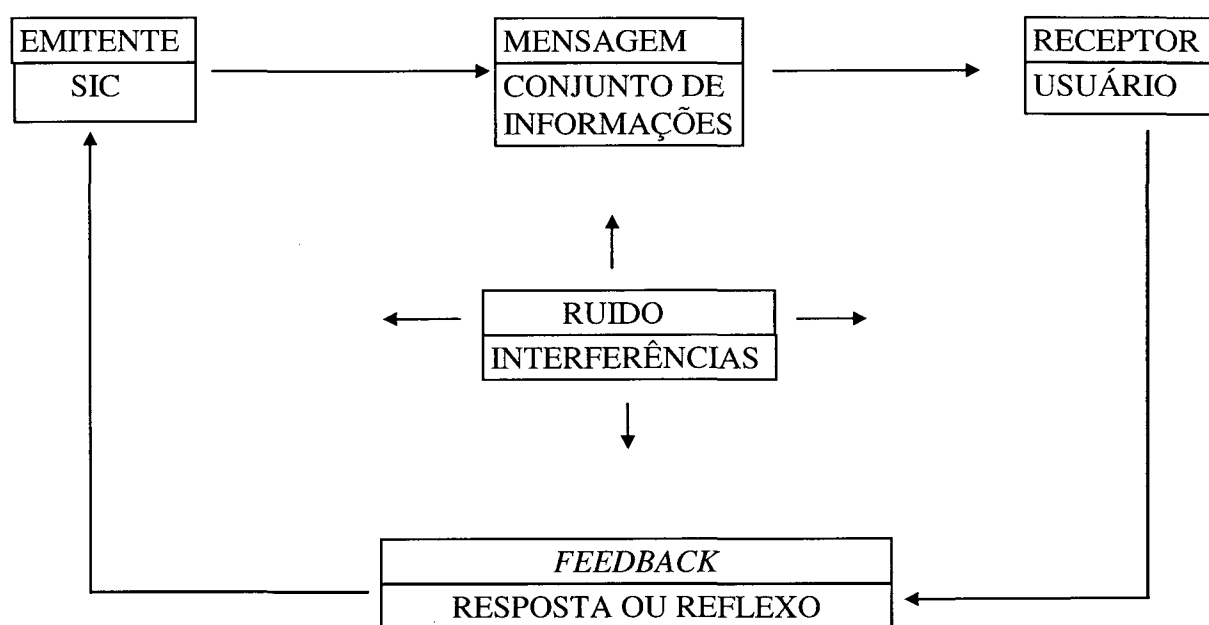 EMITENTE
SIC
MENSAGEM
CONJUNTO DE
INFORMAÇÕES
RECEPTOR
USUÁRIO
RUIDO
INTERFERÊNCIAS
FEEDBACK
RESPOSTA OU REFLEXO